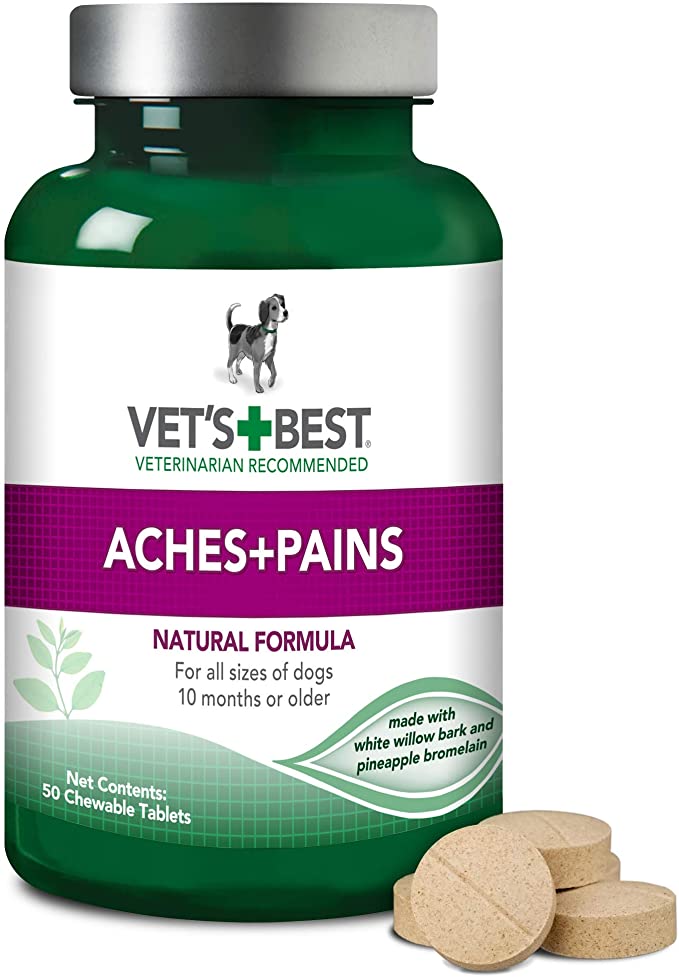 VET'S+BEST®
VETERINARIAN RECOMMENDED
ACHES+PAINS
NATURAL FORMULA
For all sizes of dogs
10 months or older
made with
white willow bark and
pineapple bromelain
Net Contents:
50 Chewable Tablets